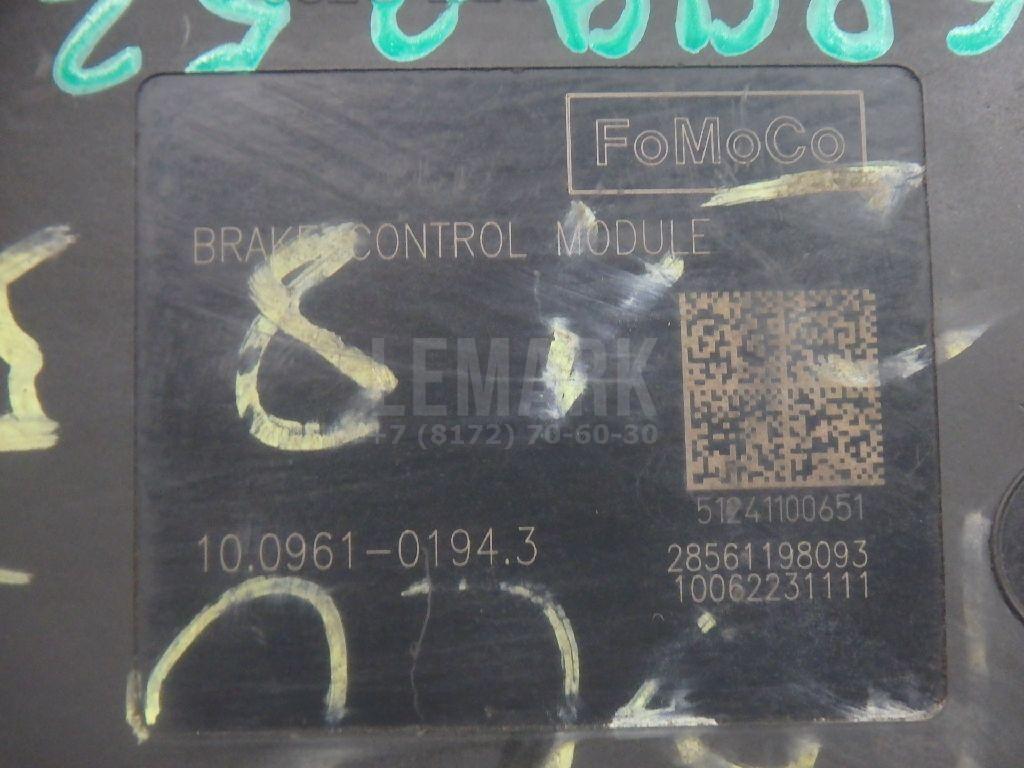 FoMoCo
BRAKE CONTROL MODULE
LEMARK
+7 (8172) 70-60-30
51241100651
10.0961-0194.3
28561198093
10062231111